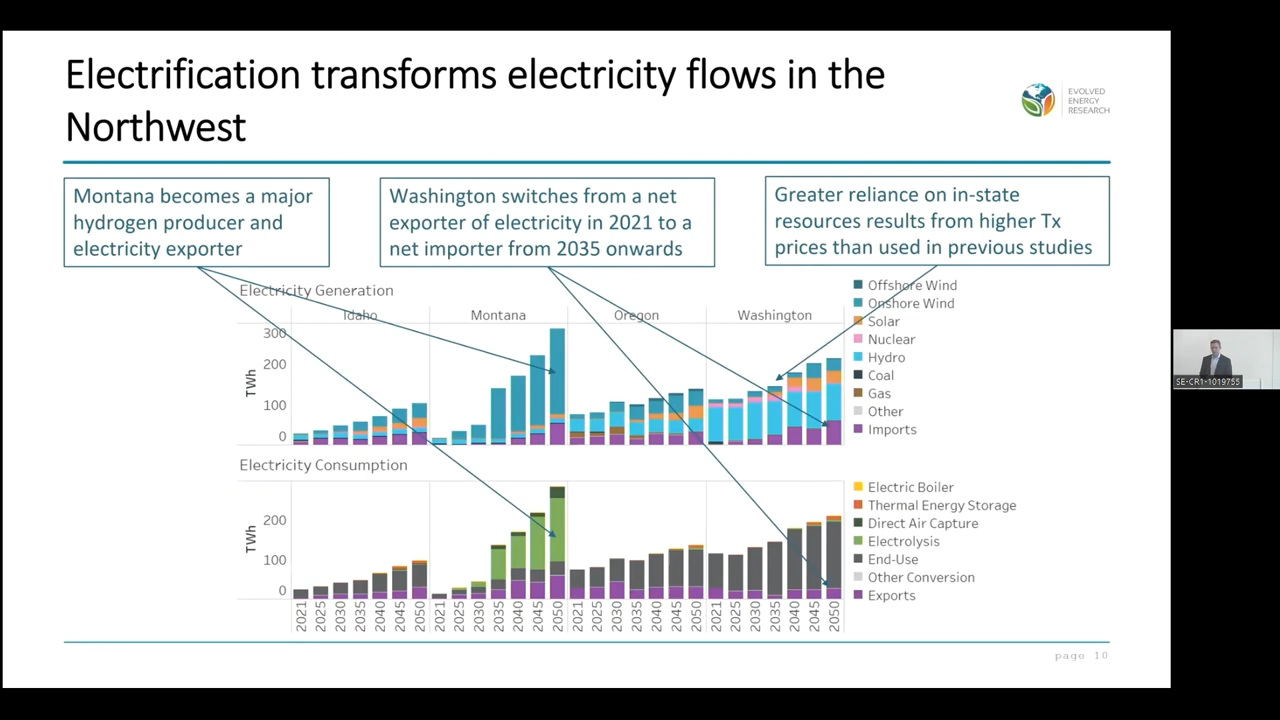 Electrification transforms electricity flows in the
Northwest
EVOLVED
ENERGY
RESEARCH
Montana becomes a major
hydrogen producer and
electricity exporter
Washington switches from a net
exporter of electricity in 2021 to a
net importer from 2035 onwards
Greater reliance on in-state
resources results from higher Tx
prices than used in previous studies
Electricity Generation
Idaho Montana Oregon Washington
300
200
100
0
TWh
Offshore Wind
Onshore Wind
Solar
Nuclear
Hydro
Coal
Gas
Other
Imports
Electricity Consumption
200
100
0
TWh
Electric Boiler
Thermal Energy Storage
Direct Air Capture
Electrolysis
End-Use
Other Conversion
Exports
2021 2025 2030 2035 2040 2045 2050 2021 2025 2030 2035 2040 2045 2050 2021 2025 2030 2035 2040 2045 2050 2021 2025 2030 2035 2040 2045 2050
page 10
SE-CR1-1019755